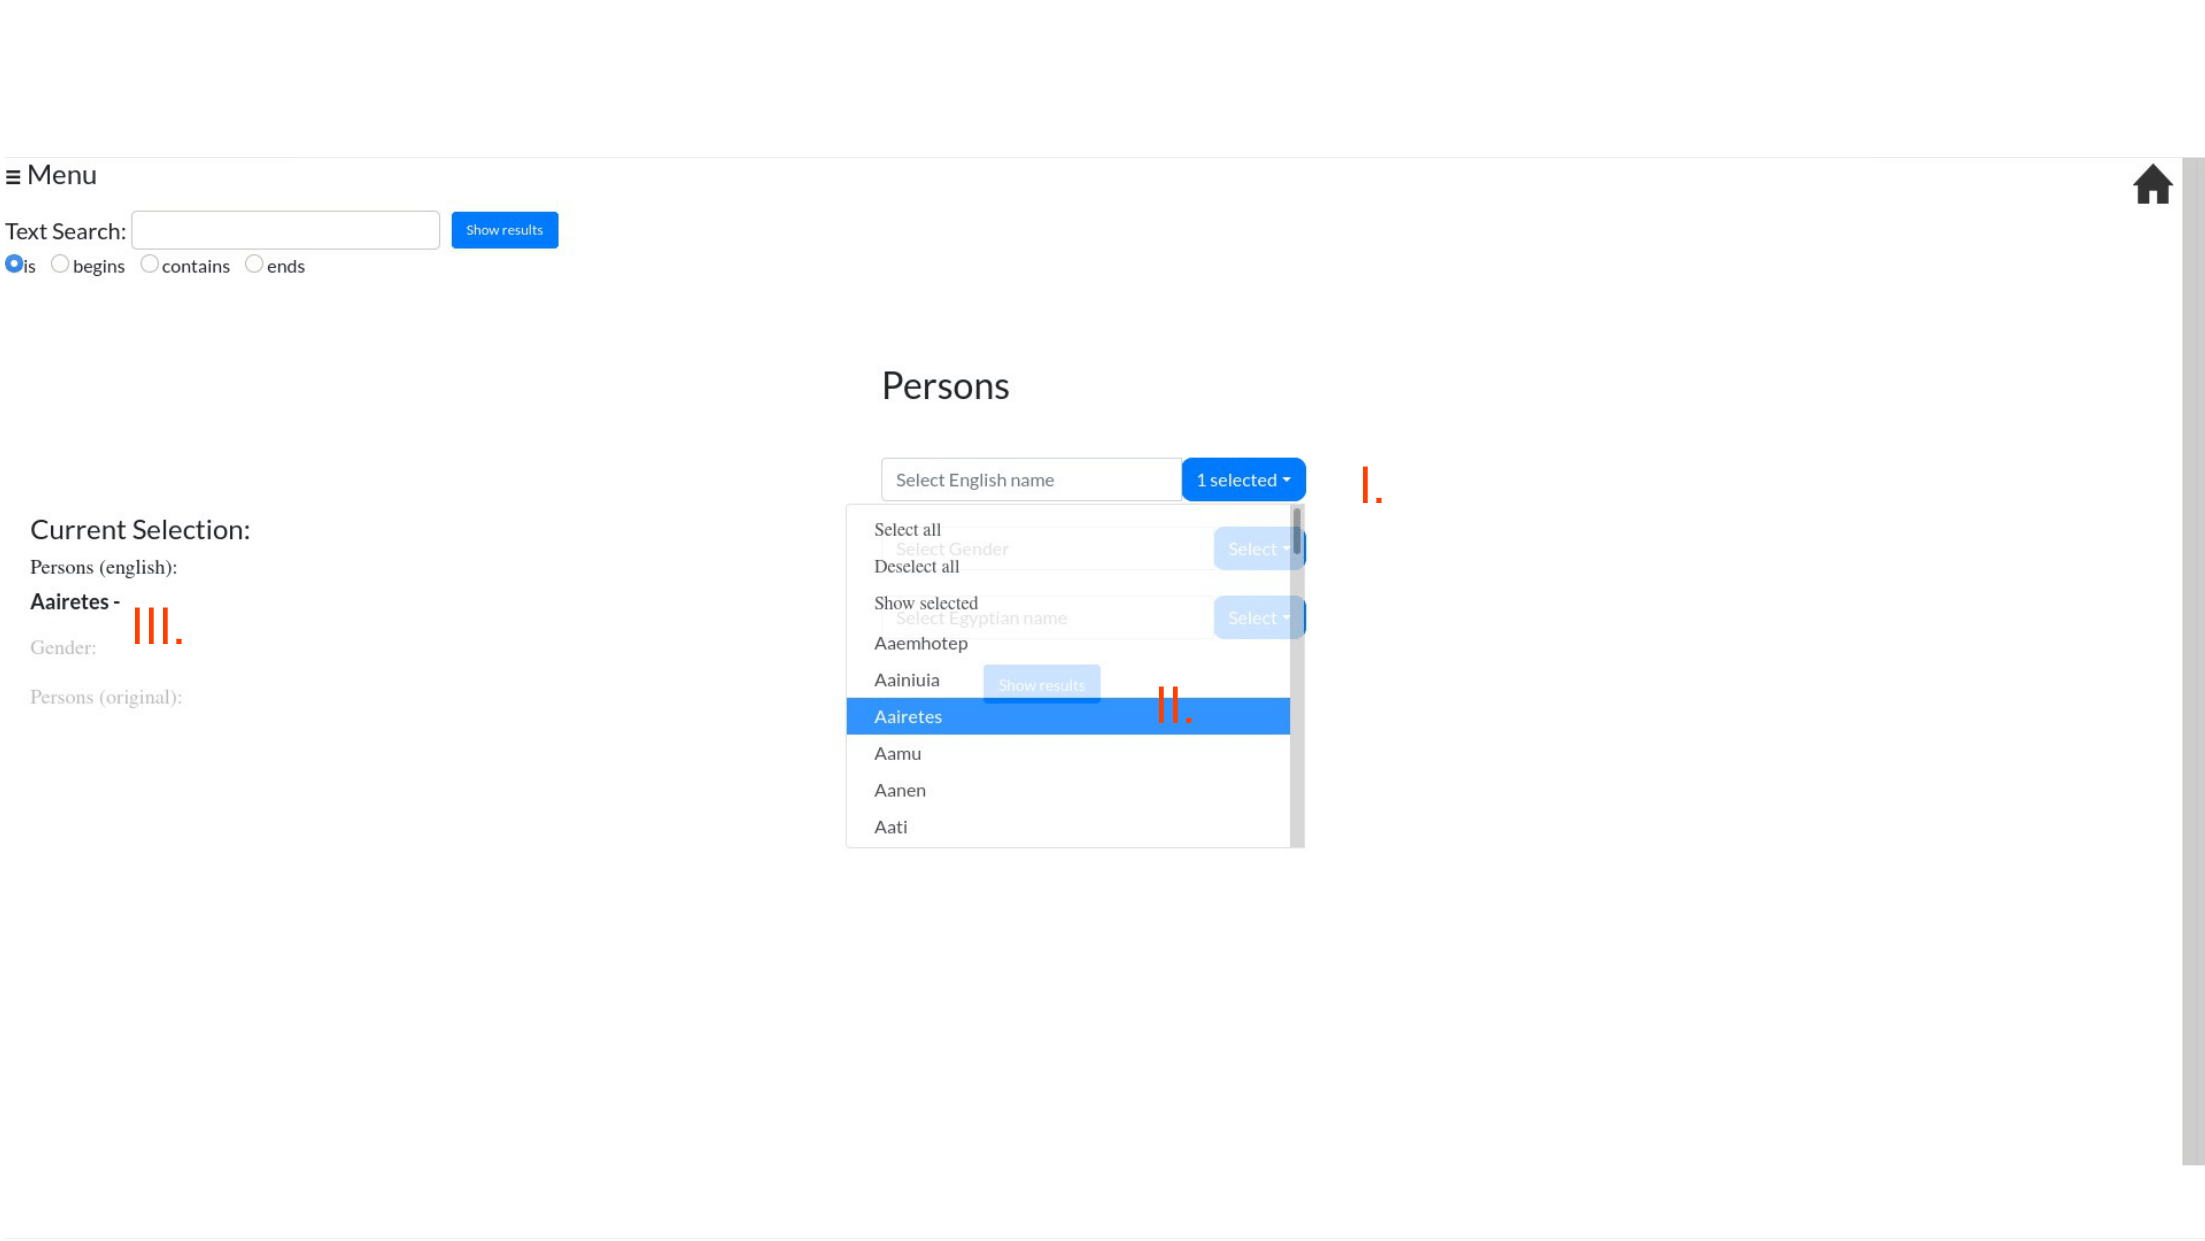 ≡ Menu
Text Search: Show results
is begins contains ends
Persons
Select English name 1 selected
I.
Current Selection:
Persons (english):
Aairetes -
III.
Gender:
Persons (original):
Select all
Select Gender Select
Deselect all
Show selected
Select Egyptian name Select
Aaemhotep
Aainiuia
Show results
II.
Aairetes
Aamu
Aanen
Aati